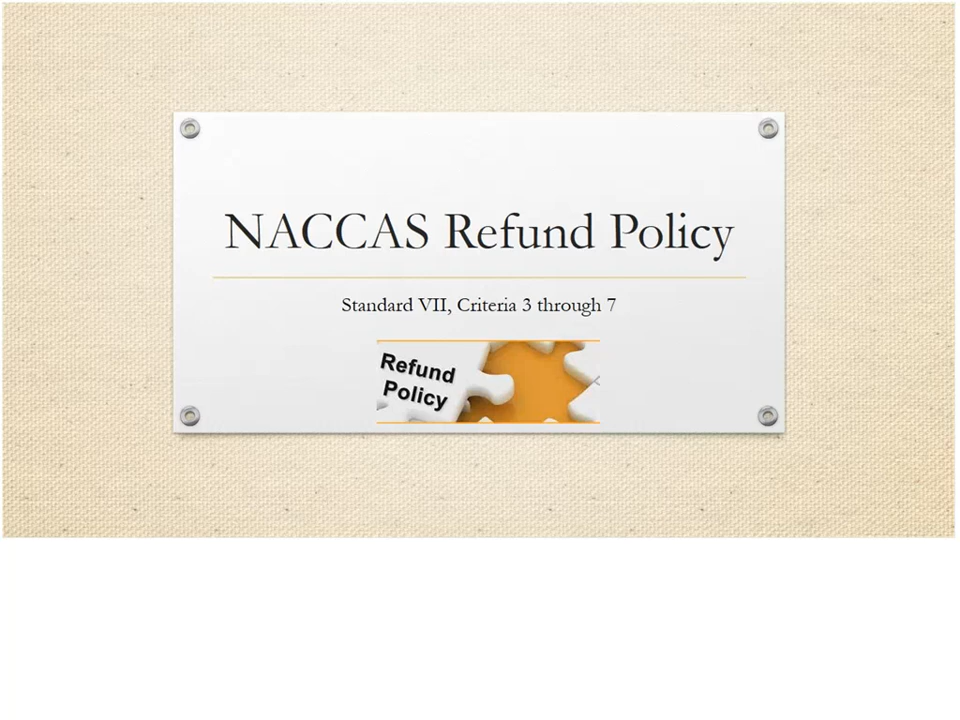 NACCAS Refund Policy
Standard VII, Criteria 3 through 7
Refund
Policy